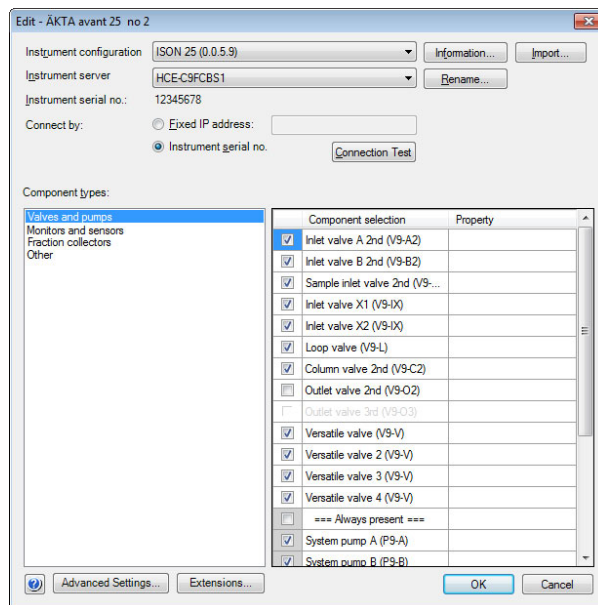 Edit - ÄKTA avant 25 no 2
Instrument configuration ISON 25 (0.0.5.9) Information... Import...
Instrument server HCE-C9FCBS1 Rename...
Instrument serial no.: 12345678
Connect by: Fixed IP address:
Instrument serial no. Connection Test
Component types:
Valves and pumps
Monitors and sensors
Fraction collectors
Other
Component selection Property
Inlet valve A 2nd (V9-A2)
Inlet valve B 2nd (V9-B2)
Sample inlet valve 2nd (V9-...
Inlet valve X1 (V9-IX)
Inlet valve X2 (V9-IX)
Loop valve (V9-L)
Column valve 2nd (V9-C2)
Outlet valve 2nd (V9-O2)
Outlet valve 3rd (V9-O3)
Versatile valve (V9-V)
Versatile valve 2 (V9-V)
Versatile valve 3 (V9-V)
Versatile valve 4 (V9-V)
=== Always present ===
System pump A (P9-A)
System pump B (P9-B)
? Advanced Settings... Extensions... OK Cancel